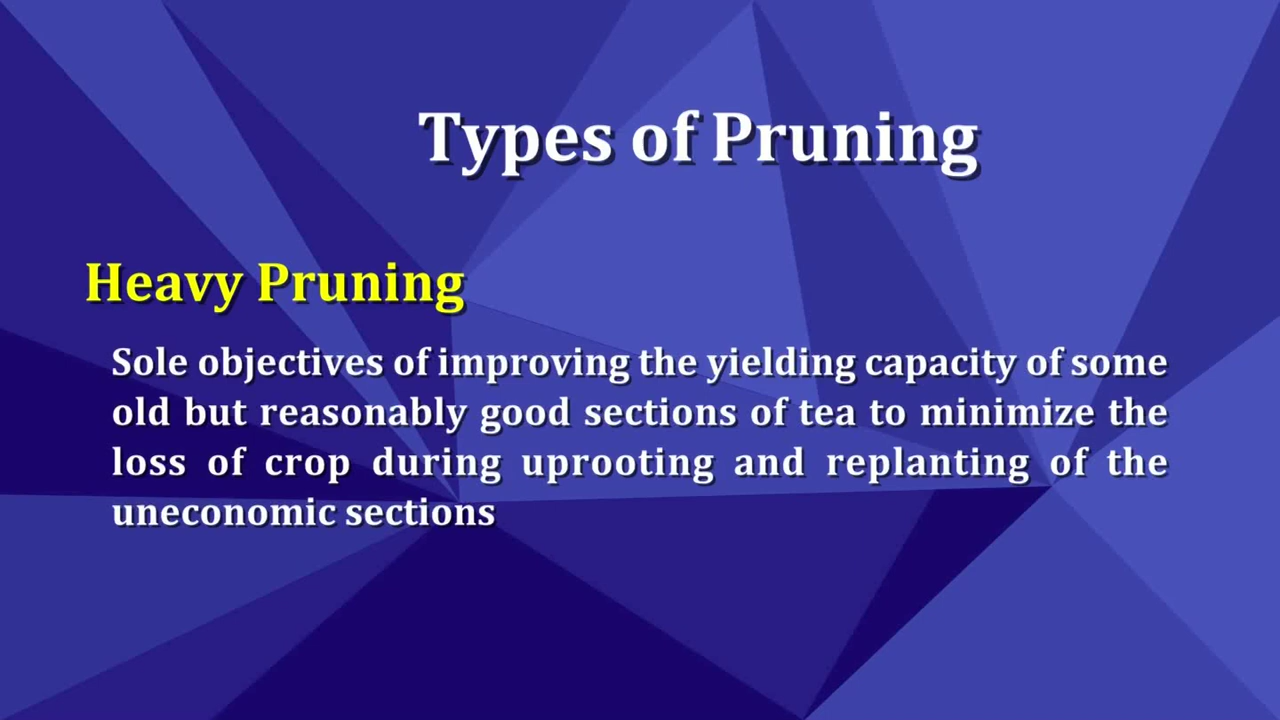 Types of Pruning
Heavy Pruning
Sole objectives of improving the yielding capacity of some
old but reasonably good sections of tea to minimize the
loss of crop during uprooting and replanting of the
uneconomic sections